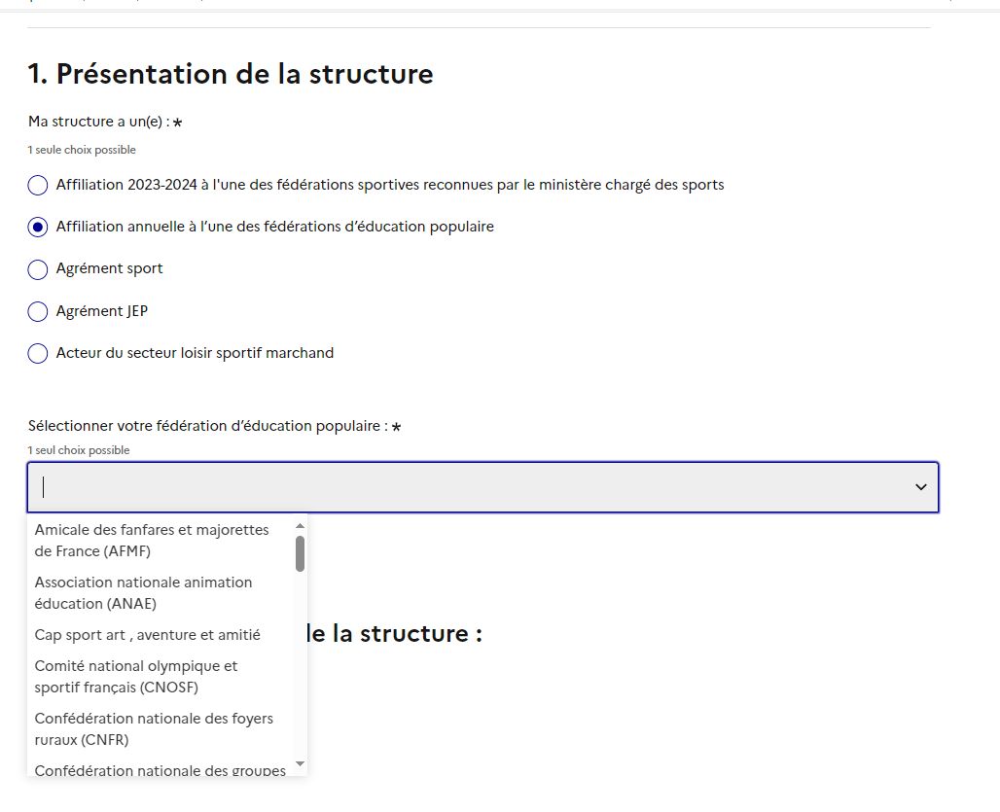 1. Présentation de la structure
Ma structure a un(e) : *
1 seule choix possible
Affiliation 2023-2024 à l'une des fédérations sportives reconnues par le ministère chargé des sports
Affiliation annuelle à l’une des fédérations d’éducation populaire
Agrément sport
Agrément JEP
Acteur du secteur loisir sportif marchand
Sélectionner votre fédération d’éducation populaire : *
1 seul choix possible
Amicale des fanfares et majorettes
de France (AFMF)
Association nationale animation
éducation (ANAE)
Cap sport art , aventure et amitié
de la structure :
Comité national olympique et
sportif français (CNOSF)
Confédération nationale des foyers
ruraux (CNFR)
Confédération nationale des groupes